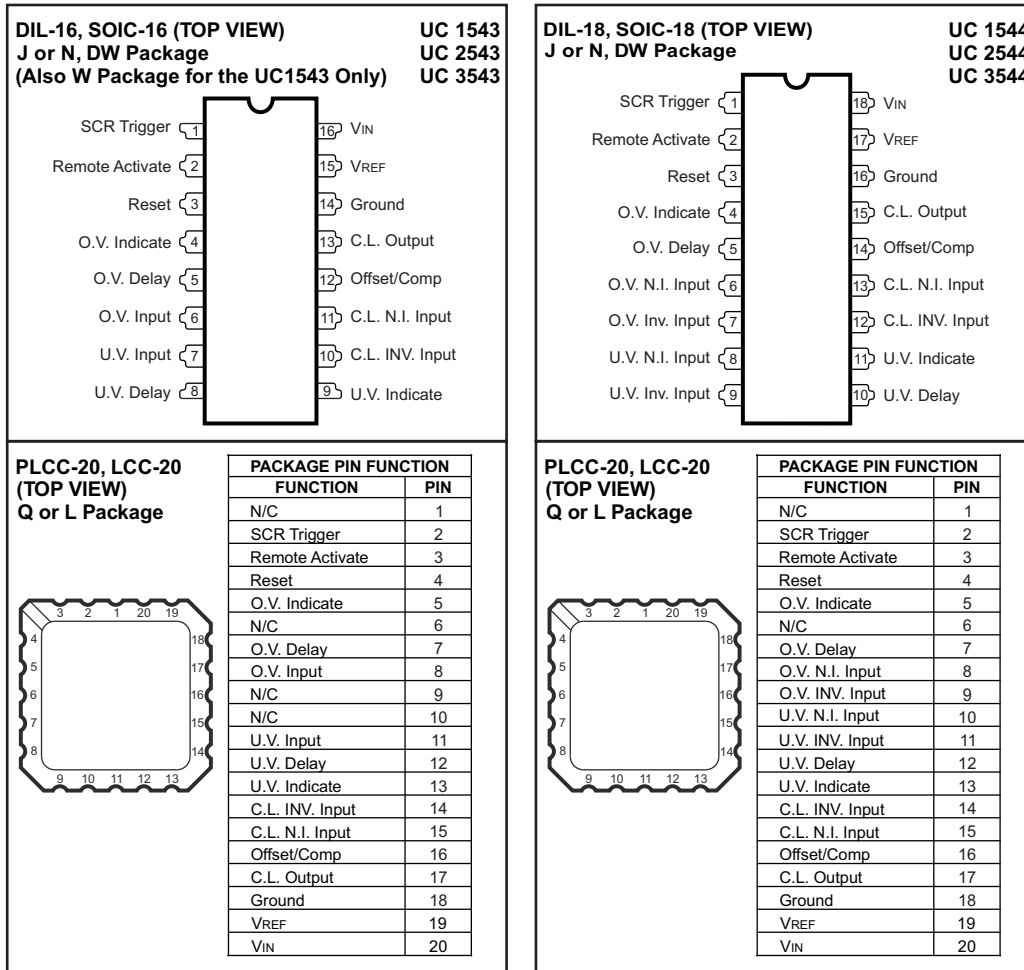 DIL-16, SOIC-16 (TOP VIEW) UC 1543
J or N, DW Package UC 2543
(Also W Package for the UC1543 Only) UC 3543
SCR Trigger 1 16 VIN
Remote Activate 2 15 VREF
Reset 3 14 Ground
O.V. Indicate 4 13 C.L. Output
O.V. Delay 5 12 Offset/Comp
O.V. Input 6 11 C.L. N.I. Input
U.V. Input 7 10 C.L. INV. Input
U.V. Delay 8 9 U.V. Indicate
DIL-18, SOIC-18 (TOP VIEW) UC 1544
J or N, DW Package UC 2544
UC 3544
SCR Trigger 1 18 VIN
Remote Activate 2 17 VREF
Reset 3 16 Ground
O.V. Indicate 4 15 C.L. Output
O.V. Delay 5 14 Offset/Comp
O.V. N.I. Input 6 13 C.L. N.I. Input
O.V. Inv. Input 7 12 C.L. INV. Input
U.V. N.I. Input 8 11 U.V. Indicate
U.V. Inv. Input 9 10 U.V. Delay
PLCC-20, LCC-20
(TOP VIEW)
Q or L Package
3 2 1 20 19
4 18
5 17
6 16
7 15
8 14
9 10 11 12 13
PACKAGE PIN FUNCTION
FUNCTION PIN
N/C 1
SCR Trigger 2
Remote Activate 3
Reset 4
O.V. Indicate 5
N/C 6
O.V. Delay 7
O.V. Input 8
N/C 9
N/C 10
U.V. Input 11
U.V. Delay 12
U.V. Indicate 13
C.L. INV. Input 14
C.L. N.I. Input 15
Offset/Comp 16
C.L. Output 17
Ground 18
VREF 19
VIN 20
PLCC-20, LCC-20
(TOP VIEW)
Q or L Package
3 2 1 20 19
4 18
5 17
6 16
7 15
8 14
9 10 11 12 13
PACKAGE PIN FUNCTION
FUNCTION PIN
N/C 1
SCR Trigger 2
Remote Activate 3
Reset 4
O.V. Indicate 5
N/C 6
O.V. Delay 7
O.V. N.I. Input 8
O.V. INV. Input 9
U.V. N.I. Input 10
U.V. INV. Input 11
U.V. Delay 12
U.V. Indicate 13
C.L. INV. Input 14
C.L. N.I. Input 15
Offset/Comp 16
C.L. Output 17
Ground 18
VREF 19
VIN 20